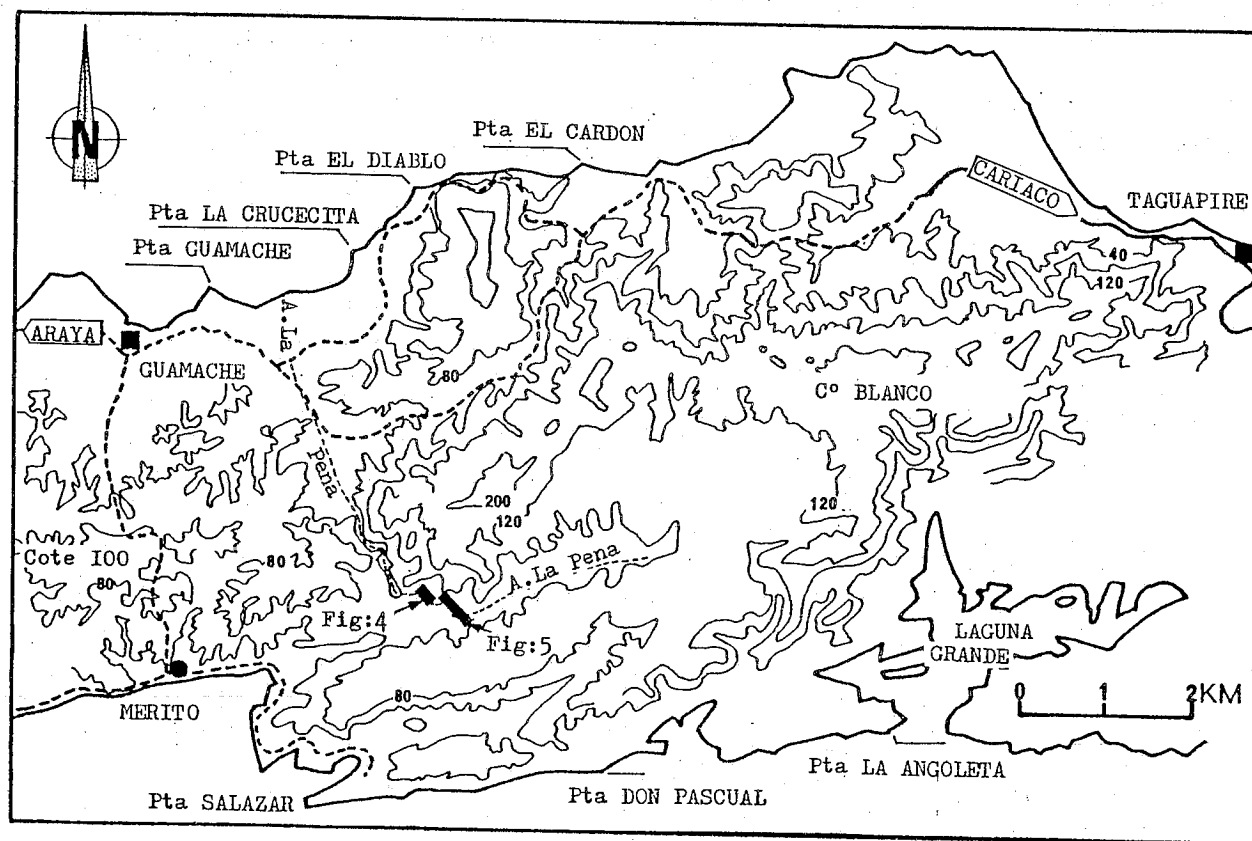 N
Pta EL CARDON
Pta EL DIABLO
Pta LA CRUCECITA
Pta GUAMACHE
CARIACO
TAGUAPIRE
40
120
ARAYA
GUAMACHE
A.La
Pena
80
C° BLANCO
200
120
120
Cote I00
80
80
A.La Pena
Fig:4
Fig:5
LAGUNA
GRANDE
0 1 2KM
80
MERITO
Pta SALAZAR
Pta DON PASCUAL
Pta LA ANGOLETA